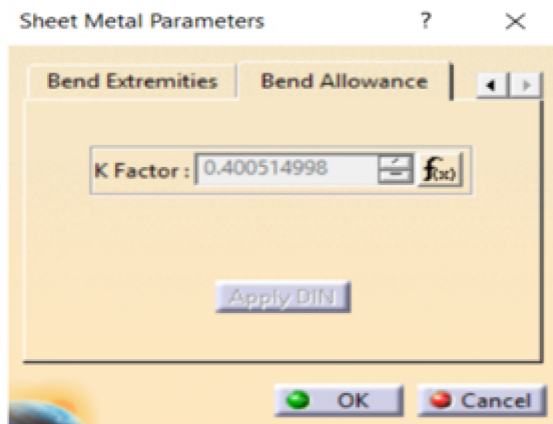 Sheet Metal Parameters ? ×
Bend Extremities Bend Allowance
K Factor : 0.400514998 f(x)
Apply DIN
OK Cancel